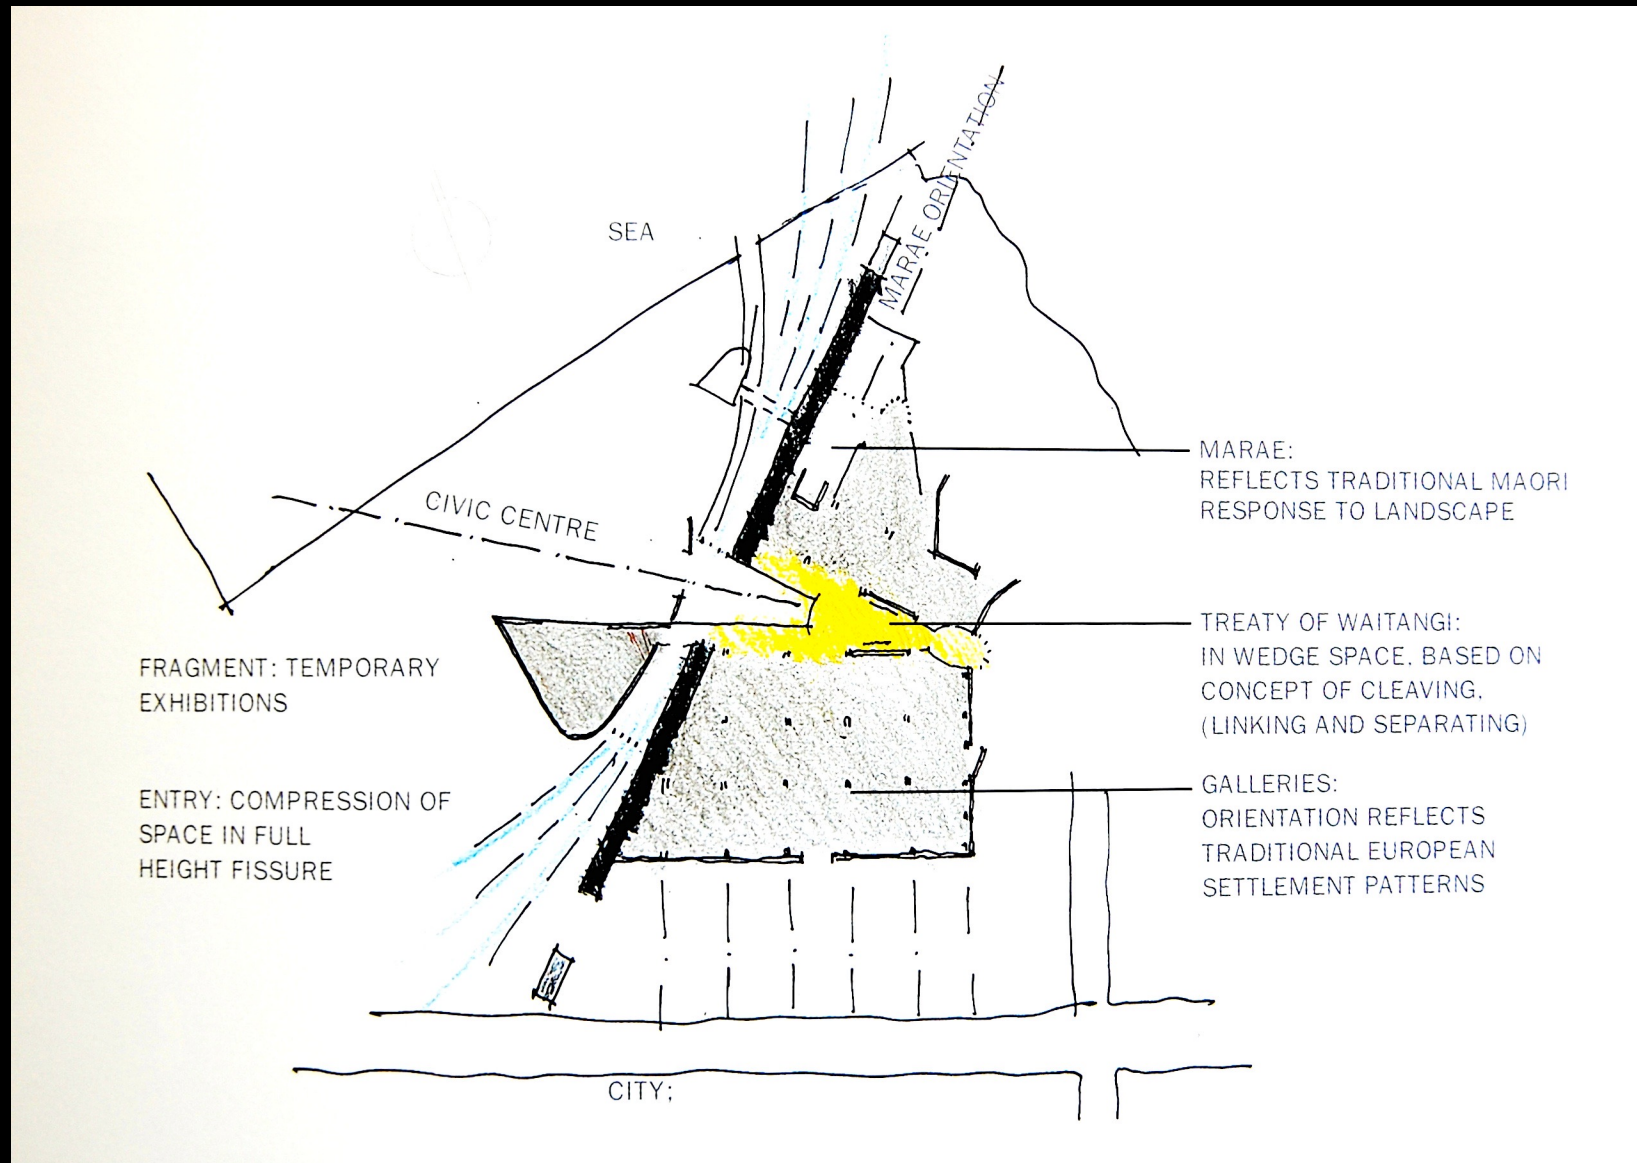 MARAE ORIENTATION
SEA
CIVIC CENTRE
MARAE:
REFLECTS TRADITIONAL MAORI
RESPONSE TO LANDSCAPE
TREATY OF WAITANGI:
IN WEDGE SPACE. BASED ON
CONCEPT OF CLEAVING.
(LINKING AND SEPARATING)
FRAGMENT: TEMPORARY
EXHIBITIONS
GALLERIES:
ORIENTATION REFLECTS
TRADITIONAL EUROPEAN
SETTLEMENT PATTERNS
ENTRY: COMPRESSION OF
SPACE IN FULL
HEIGHT FISSURE
CITY: